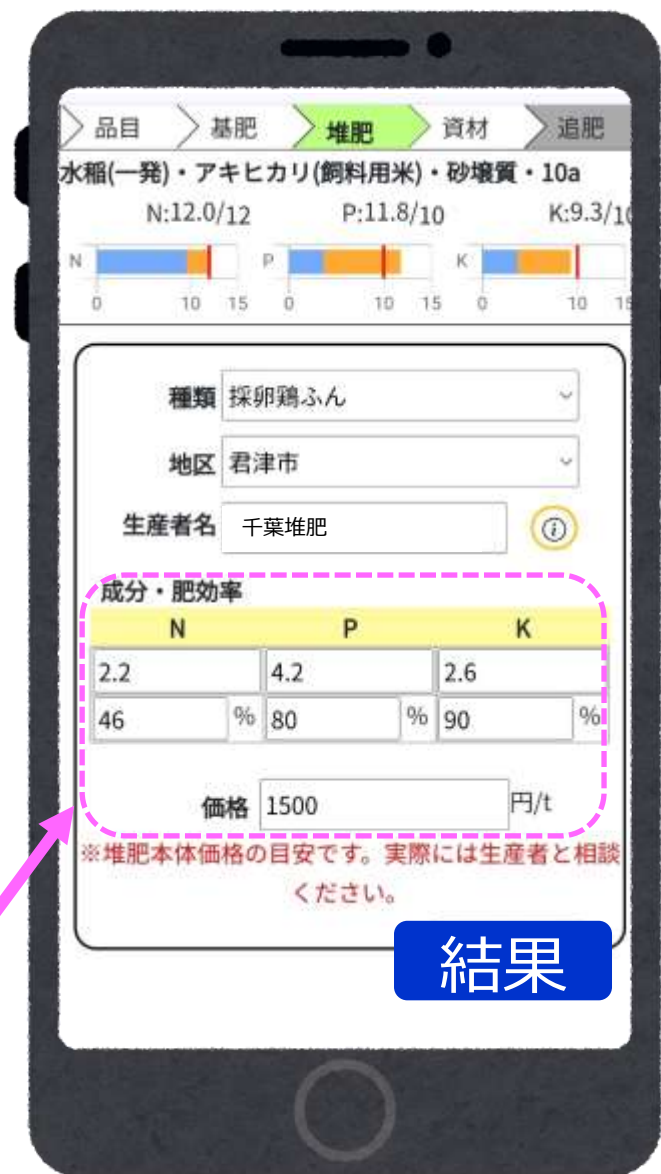 品目 基肥 堆肥 資材 追肥
水稲(一発)・アキヒカリ(飼料用米)・砂壌質・10a
N:12.0/12 P:11.8/10 K:9.3/10
N P K
0 10 15 0 10 15 0 10 15
種類 採卵鶏ふん
地区 君津市
生産者名 千葉堆肥 i
成分・肥効率
N P K
2.2 4.2 2.6
46 % 80 % 90 %
価格 1500 円/t
※堆肥本体価格の目安です。実際には生産者と相談
ください。
結果